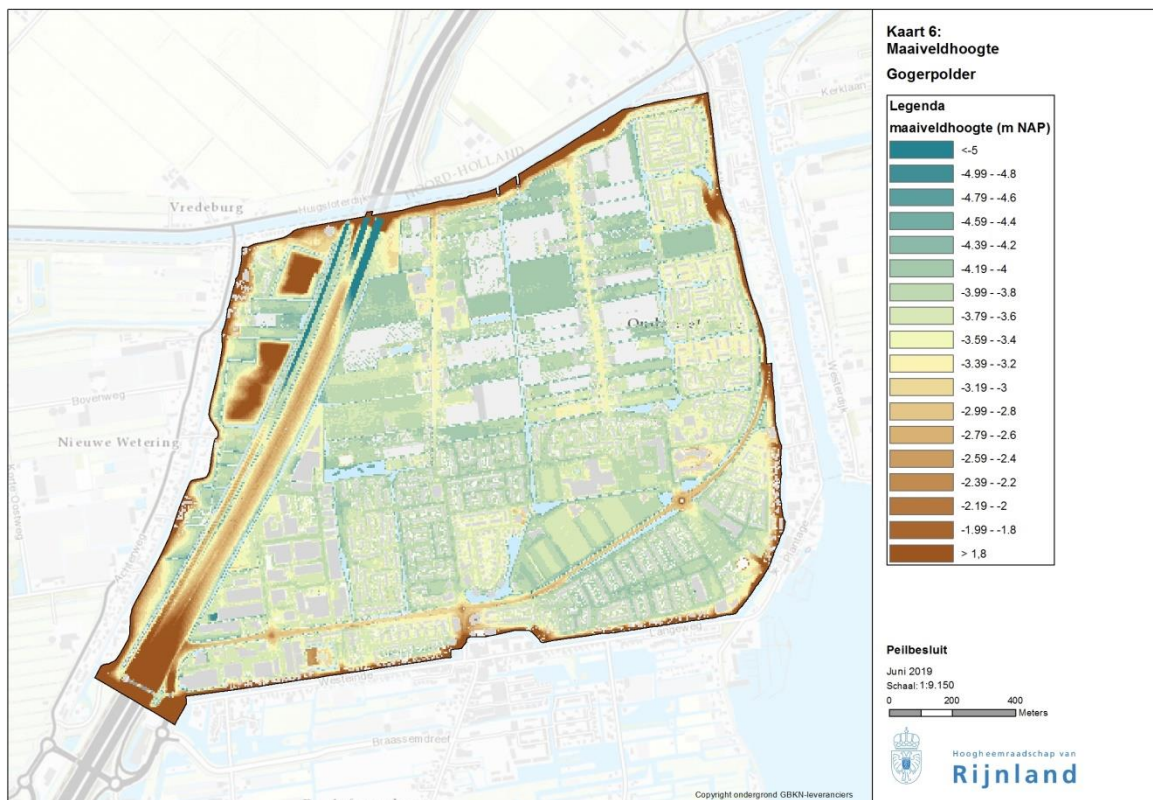 Kaart 6:
Maaiveldhoogte
Gogerpolder
Legenda
maaiveldhoogte (m NAP)
<-5
-4.99 - -4.8
-4.79 - -4.6
-4.59 - -4.4
-4.39 - -4.2
-4.19 - -4
-3.99 - -3.8
-3.79 - -3.6
-3.59 - -3.4
-3.39 - -3.2
-3.19 - -3
-2.99 - -2.8
-2.79 - -2.6
-2.59 - -2.4
-2.39 - -2.2
-2.19 - -2
-1.99 - -1.8
> 1,8
Peilbesluit
Juni 2019
Schaal: 1:9.150
0 200 400
Meters
Hoogheemraadschap van
Rijnland
Kerklaan
NOORD-HOLLAND
Huigsloterdijk
Vredeburg
Bovenweg
Nieuwe Wetering
Achterweg
Westerdijk
Langeweg
Westeinde
Braassemdreef
Copyright ondergrond GBKN-leveranciers